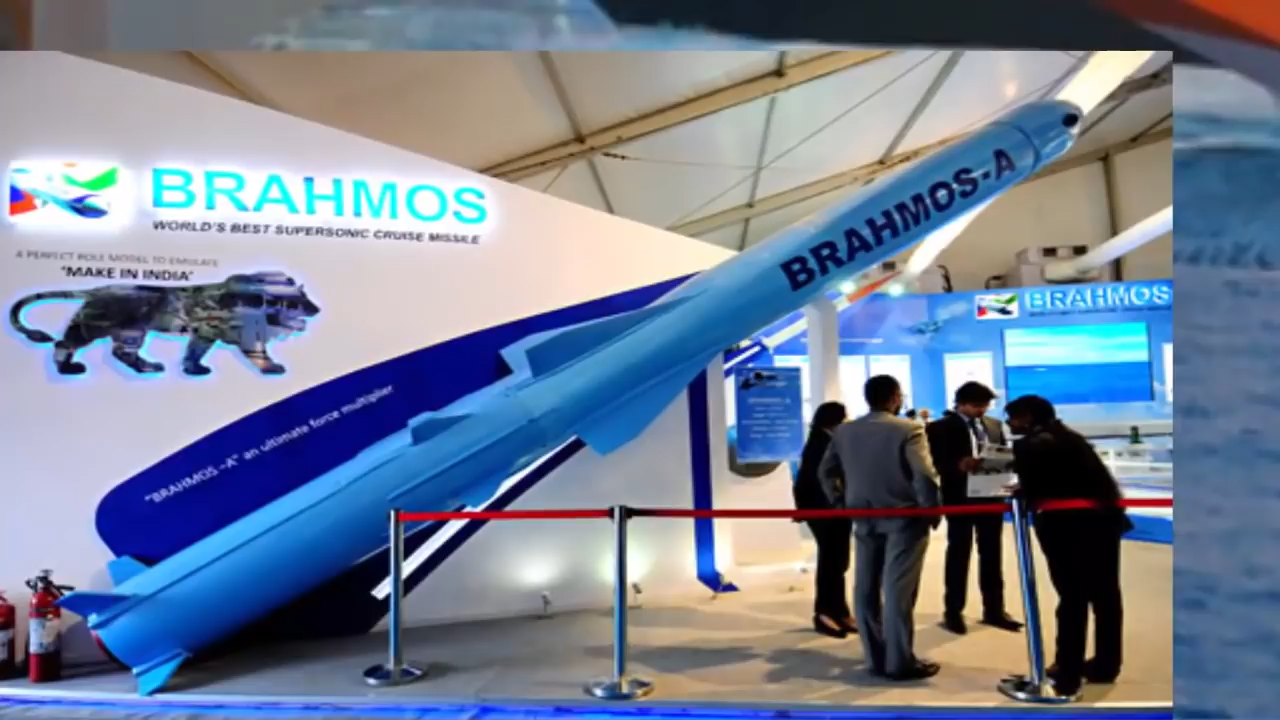 BRAHMOS
WORLD'S BEST SUPERSONIC CRUISE MISSILE
A PERFECT ROLE MODEL TO EMULATE
'MAKE IN INDIA'
"BRAHMOS –A" an ultimate force multiplier
BRAHMOS-A
BRAHMOS